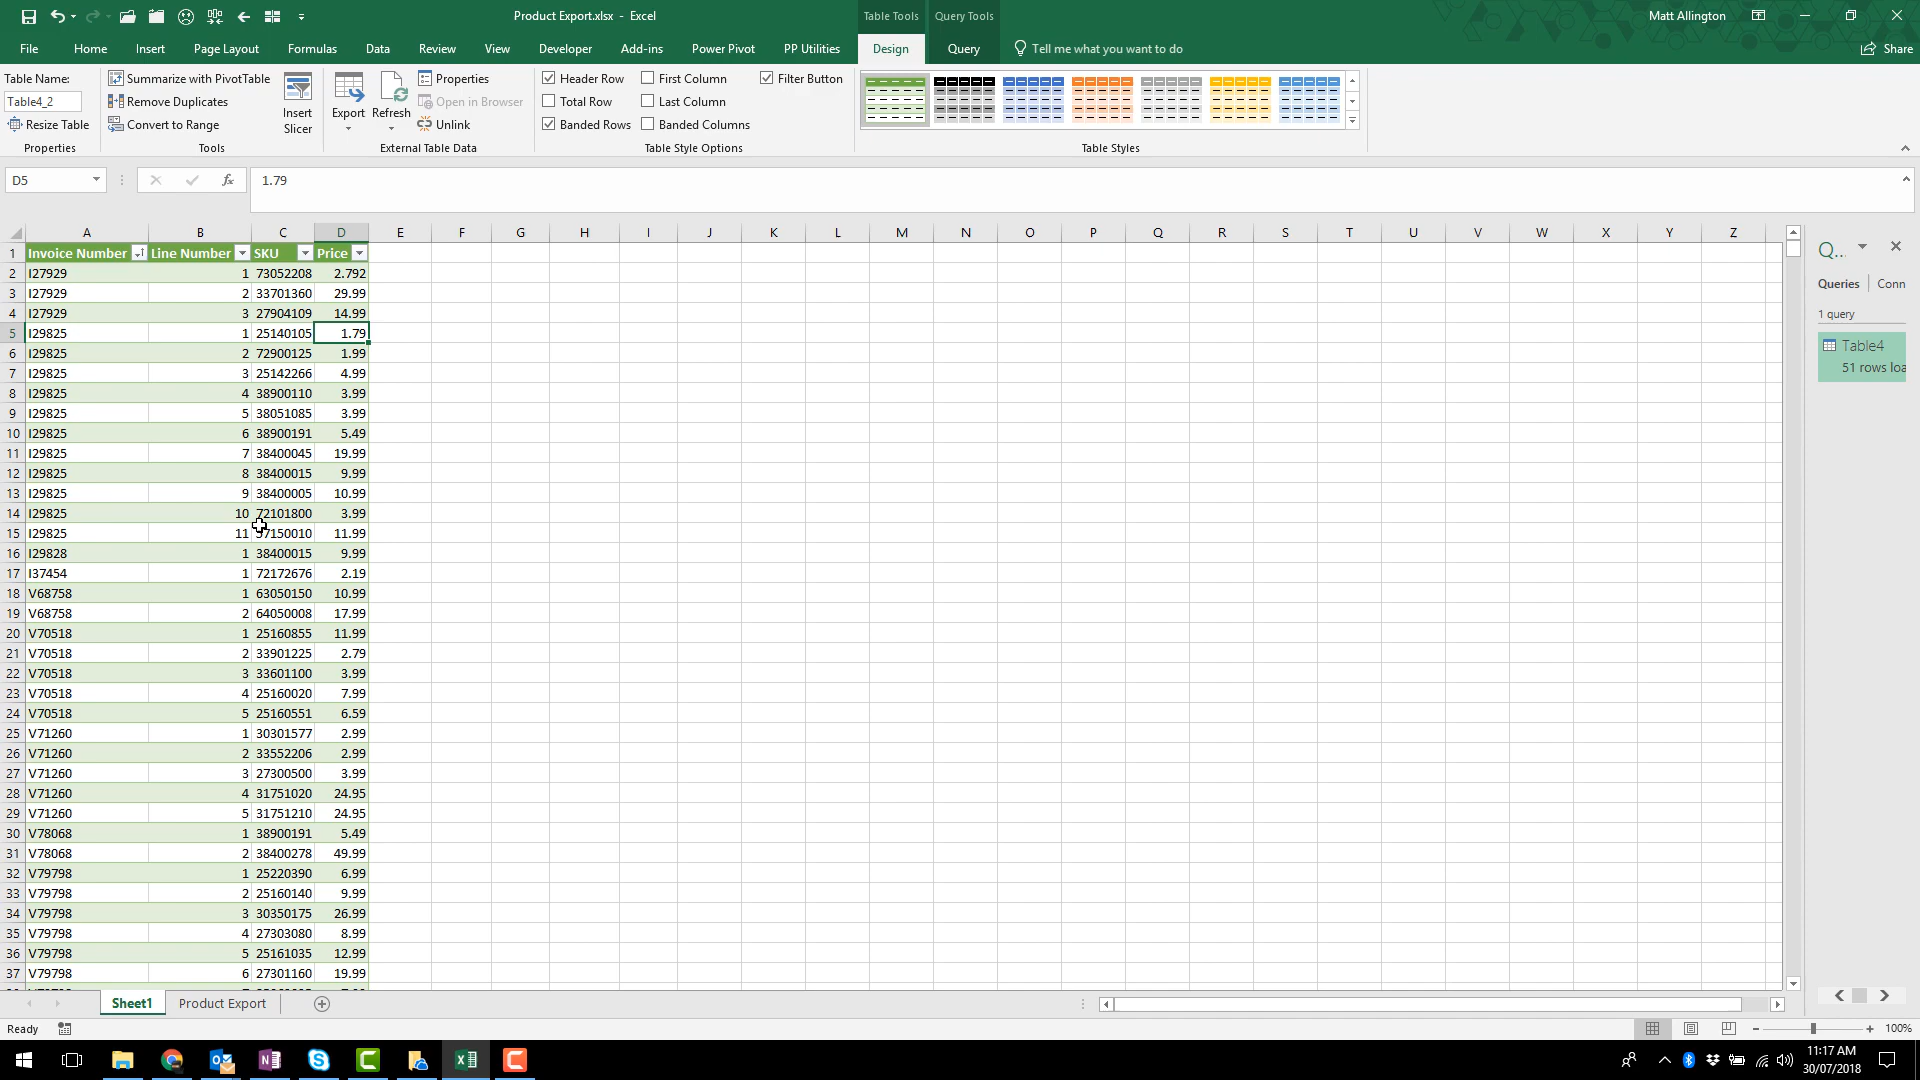 Product Export.xlsx - Excel
Table Tools
Query Tools
Matt Allington
File Home Insert Page Layout Formulas Data Review View Developer Add-ins Power Pivot PP Utilities Design Query Tell me what you want to do Share
Table Name:
Table4_2
Resize Table
Properties
Summarize with PivotTable
Remove Duplicates
Convert to Range
Insert
Slicer
Tools
Export
Refresh
Properties
Open in Browser
Unlink
External Table Data
Header Row
Total Row
Banded Rows
First Column
Last Column
Banded Columns
Filter Button
Table Style Options
Table Styles
D5
fx
1.79
A B C D E F G H I J K L M N O P Q R S T U V W X Y Z
1 Invoice Number Line Number SKU Price
2 I27929 1 73052208 2.792
3 I27929 2 33701360 29.99
4 I27929 3 27904109 14.99
5 I29825 1 25140105 1.79
6 I29825 2 72900125 1.99
7 I29825 3 25142266 4.99
8 I29825 4 38900110 3.99
9 I29825 5 38051085 3.99
10 I29825 6 38900191 5.49
11 I29825 7 38400045 19.99
12 I29825 8 38400015 9.99
13 I29825 9 38400005 10.99
14 I29825 10 72101800 3.99
15 I29825 11 7150010 11.99
16 I29828 1 38400015 9.99
17 I37454 1 72172676 2.19
18 V68758 1 63050150 10.99
19 V68758 2 64050008 17.99
20 V70518 1 25160855 11.99
21 V70518 2 33901225 2.79
22 V70518 3 33601100 3.99
23 V70518 4 25160020 7.99
24 V70518 5 25160551 6.59
25 V71260 1 30301577 2.99
26 V71260 2 33552206 2.99
27 V71260 3 27300500 3.99
28 V71260 4 31751020 24.95
29 V71260 5 31751210 24.95
30 V78068 1 38900191 5.49
31 V78068 2 38400278 49.99
32 V79798 1 25220390 6.99
33 V79798 2 25160140 9.99
34 V79798 3 30350175 26.99
35 V79798 4 27303080 8.99
36 V79798 5 25161035 12.99
37 V79798 6 27301160 19.99
Q...
Queries Conn
1 query
Table4
51 rows loa
Sheet1 Product Export
Ready
100%
11:17 AM
30/07/2018